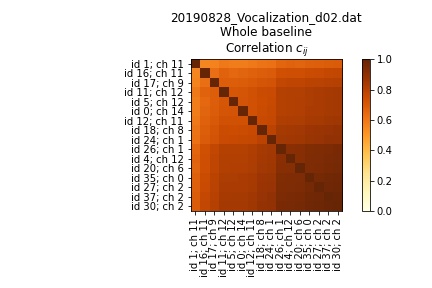 20190828_Vocalization_d02.dat
Whole baseline
Correlation c_{ij}
id 1; ch 11
id 16; ch 11
id 17; ch 9
id 11; ch 12
id 5; ch 12
id 0; ch 14
id 12; ch 11
id 18; ch 8
id 24; ch 1
id 26; ch 1
id 4; ch 12
id 20; ch 6
id 35; ch 0
id 27; ch 2
id 37; ch 2
id 30; ch 2
id 1; ch 11
id 16; ch 11
id 17; ch 9
id 11; ch 12
id 5; ch 12
id 0; ch 14
id 12; ch 11
id 18; ch 8
id 24; ch 1
id 26; ch 1
id 4; ch 12
id 20; ch 6
id 35; ch 0
id 27; ch 2
id 37; ch 2
id 30; ch 2
1.0
0.8
0.6
0.4
0.2
0.0